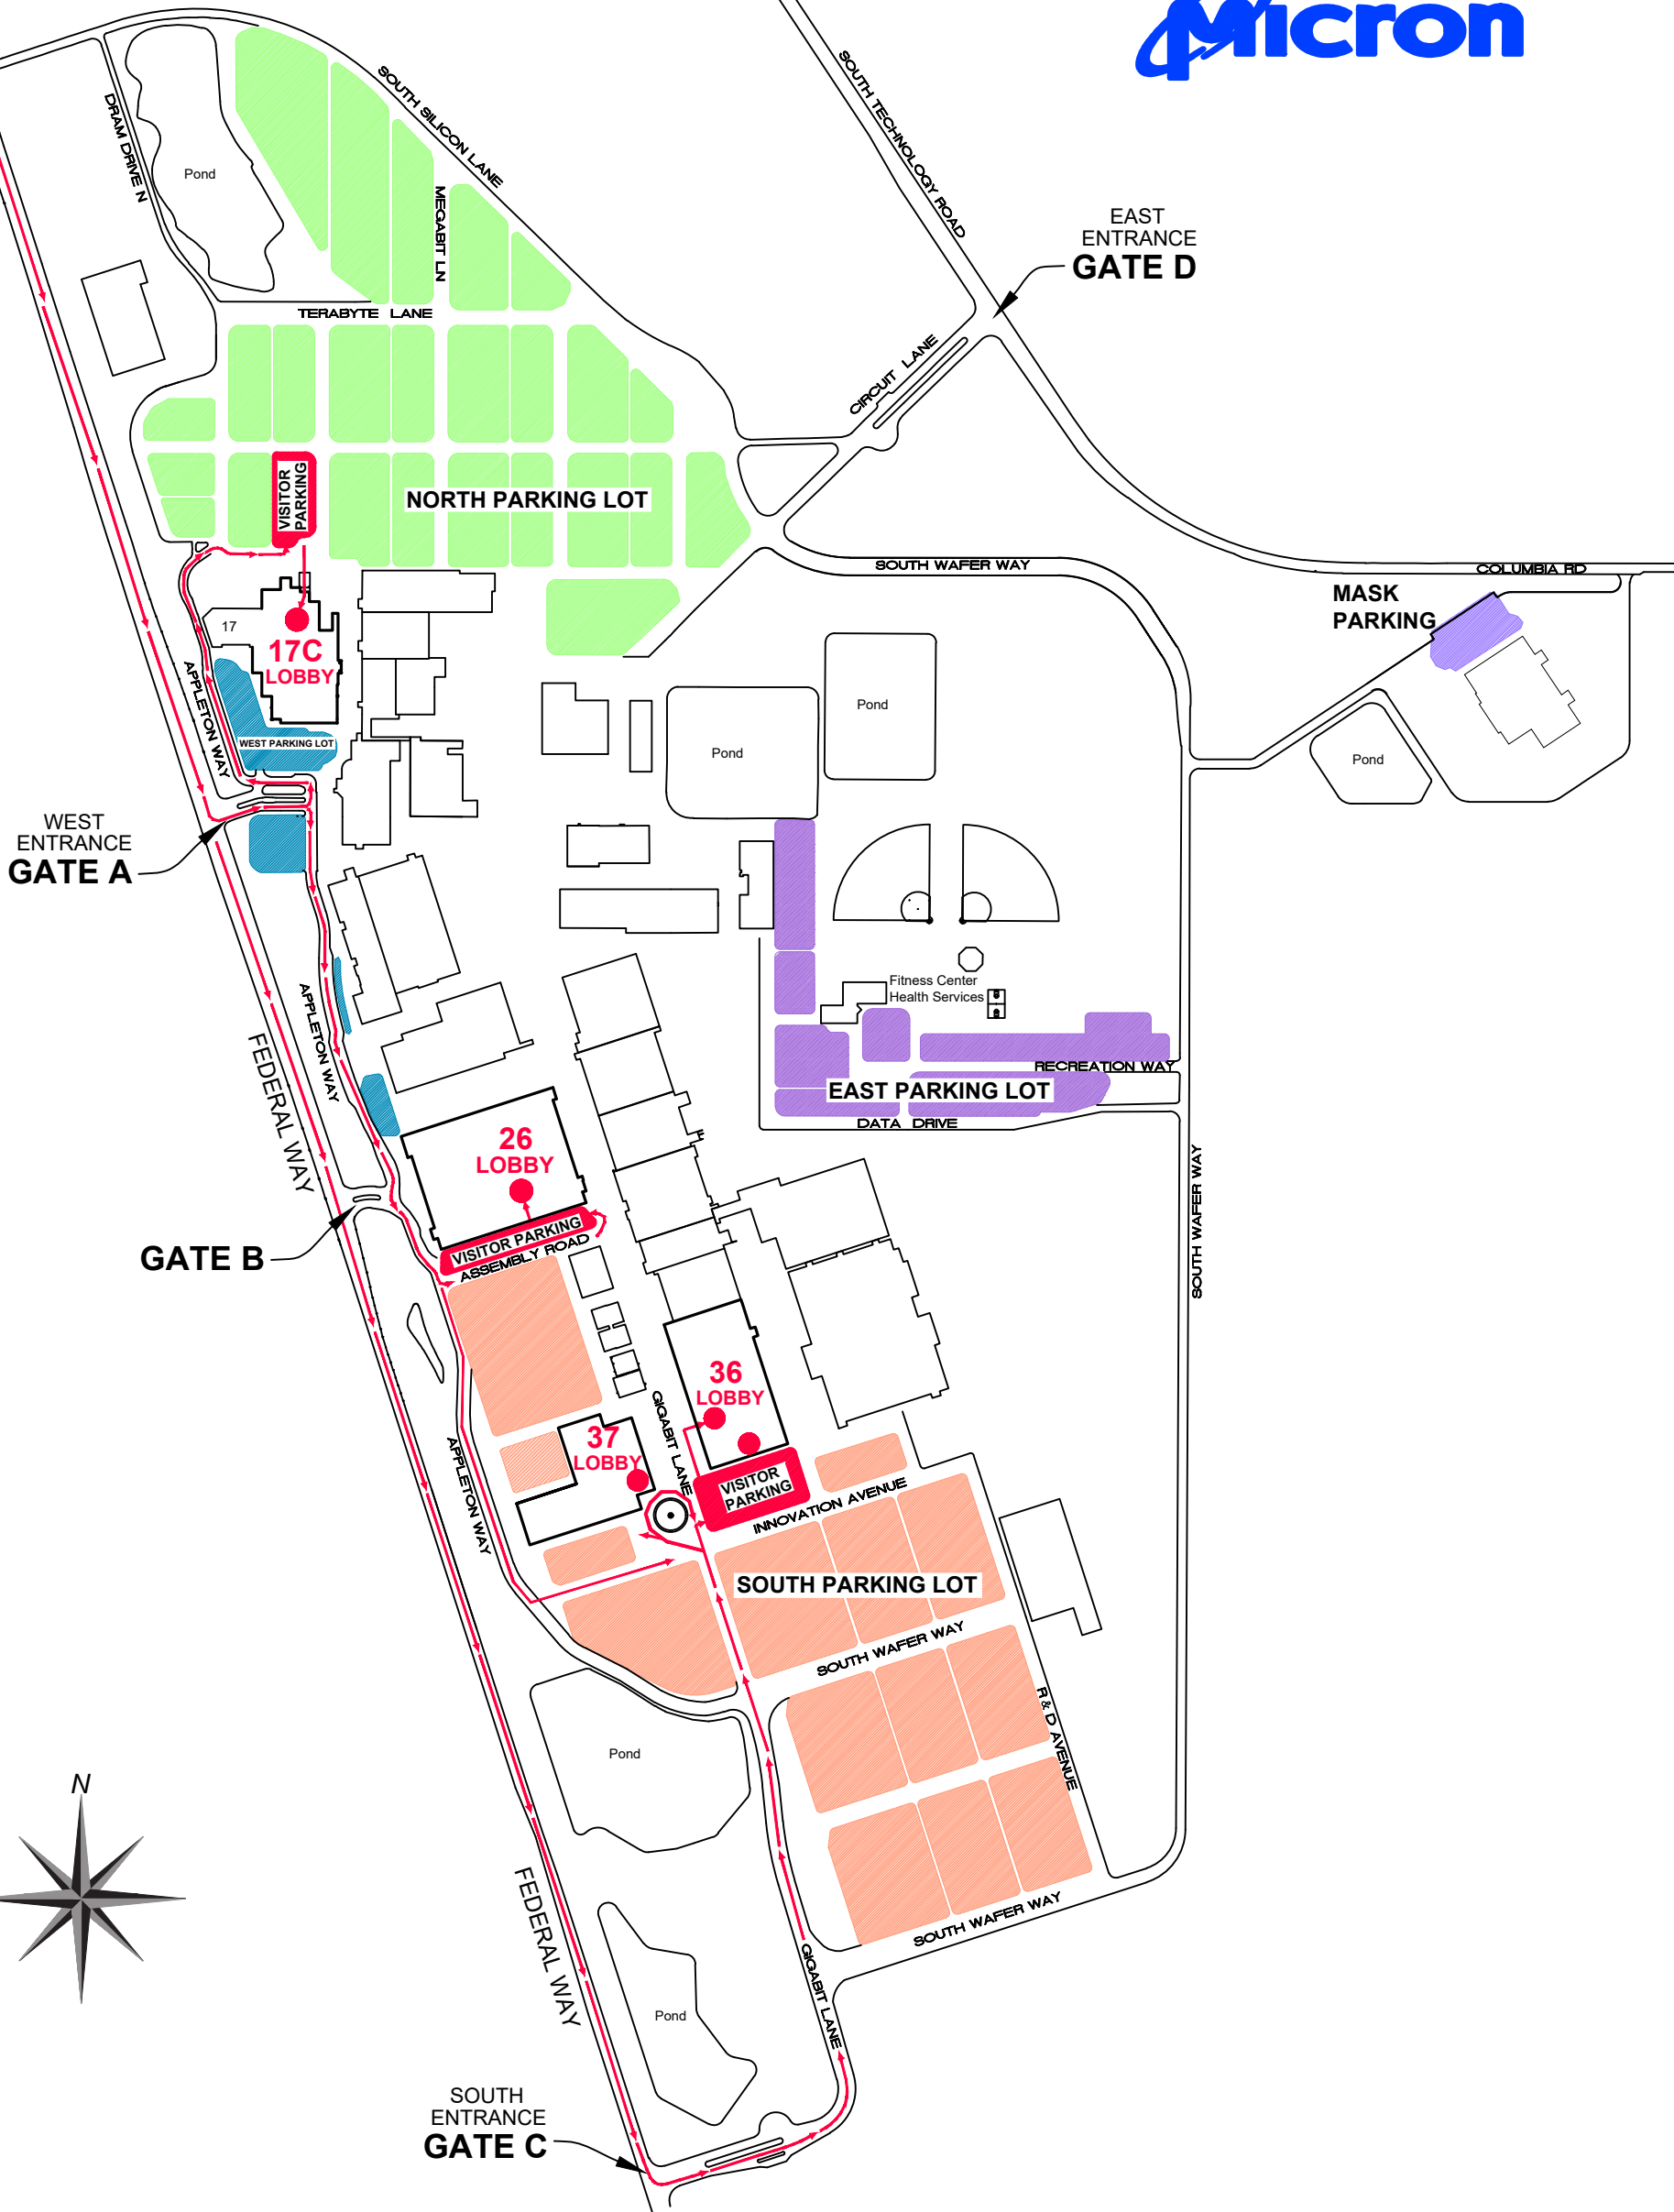 Micron
SOUTH SILICON LANE
SOUTH TECHNOLOGY ROAD
DRAM DRIVE N
Pond
MEGABIT LN
EAST
ENTRANCE
GATE D
TERABYTE LANE
CIRCUIT LANE
VISITOR
PARKING
NORTH PARKING LOT
SOUTH WAFER WAY
COLUMBIA RD
MASK
PARKING
17
17C
LOBBY
APPLETON WAY
WEST PARKING LOT
Pond
Pond
Pond
WEST
ENTRANCE
GATE A
Fitness Center
Health Services
APPLETON WAY
FEDERAL WAY
RECREATION WAY
EAST PARKING LOT
DATA DRIVE
26
LOBBY
SOUTH WAFER WAY
VISITOR PARKING
ASSEMBLY ROAD
GATE B
36
LOBBY
GIGABIT LANE
37
LOBBY
APPLETON WAY
VISITOR
PARKING
INNOVATION AVENUE
SOUTH PARKING LOT
SOUTH WAFER WAY
R & D AVENUE
Pond
N
FEDERAL WAY
SOUTH WAFER WAY
GIGABIT LANE
Pond
SOUTH
ENTRANCE
GATE C